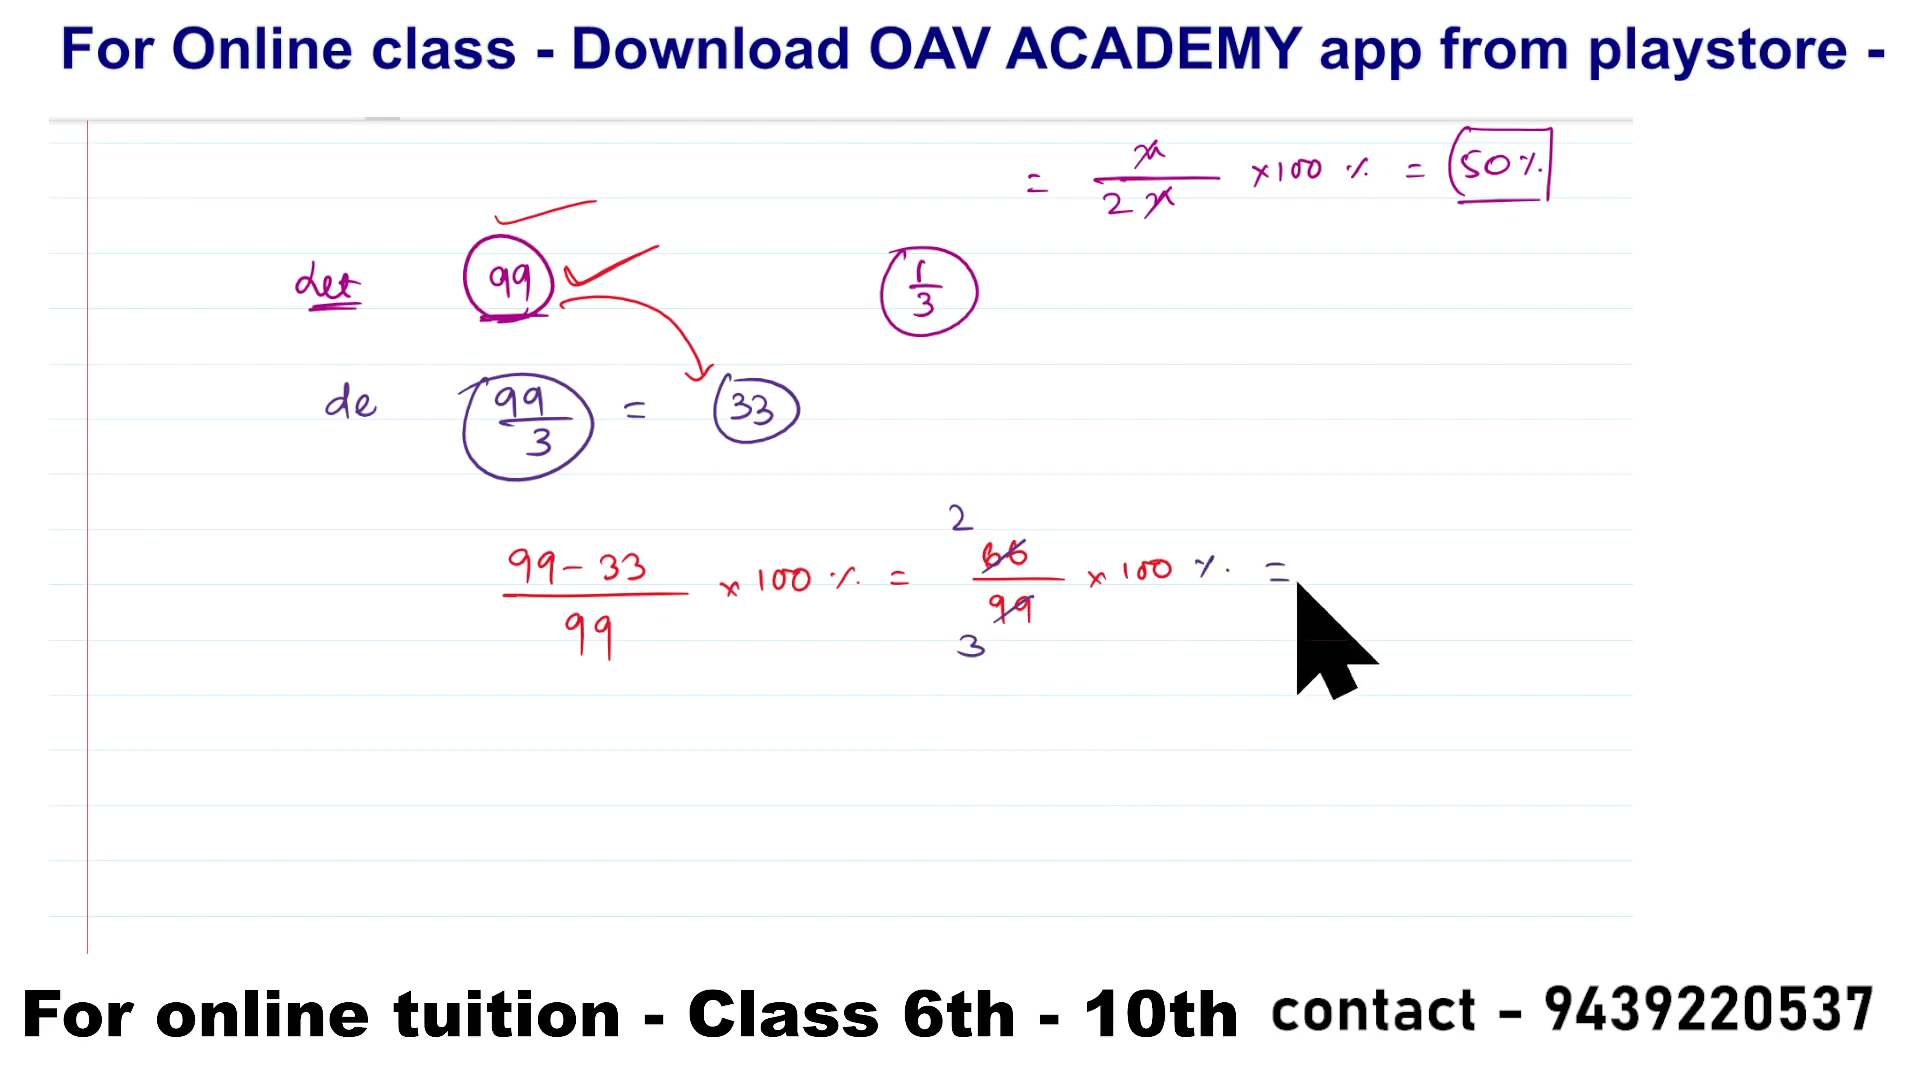 For Online class - Download OAV ACADEMY app from playstore -
= x/2x ×100 % = 50%
Let 99 1/3
de 99/3 = 33
2
99-33/99 × 100 % = 66/99 × 100 % =
3
For online tuition - Class 6th - 10th contact - 9439220537